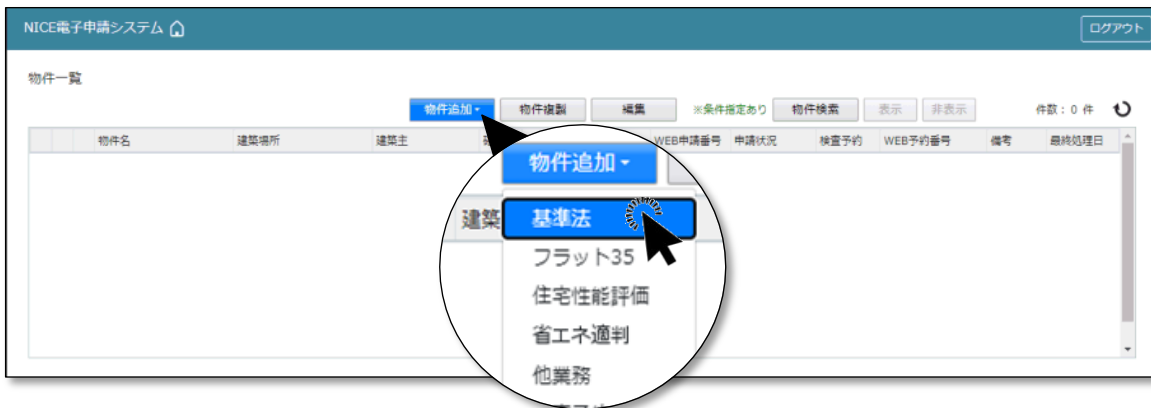 NICE電子申請システム
ログアウト
物件一覧
物件追加 物件複製 編集 ※条件指定あり 物件検索 表示 非表示 件数：0 件
物件名 建築場所 建築主 WEB申請番号 申請状況 検査予約 WEB予約番号 備考 最終処理日
物件追加
建築
基準法
フラット35
住宅性能評価
省エネ適判
他業務